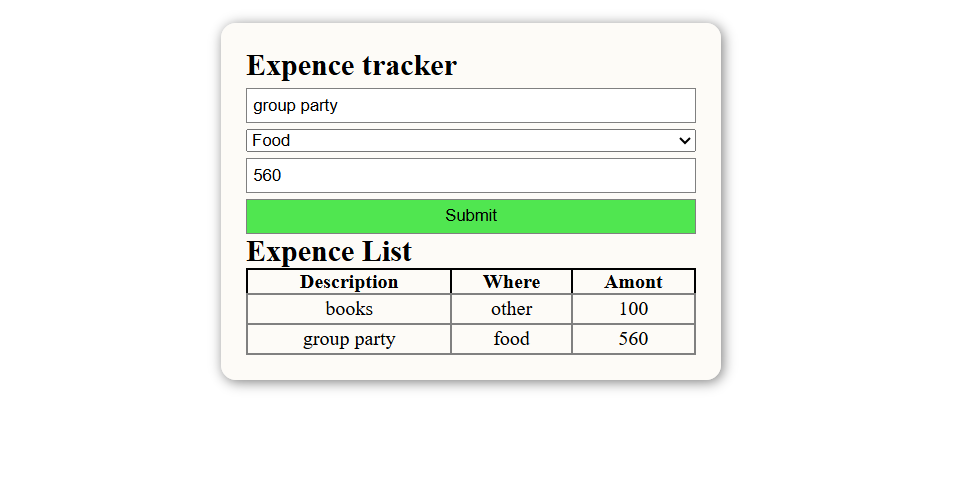 Expence tracker
group party
Food
560
Submit
Expence List
Description Where Amont
books other 100
group party food 560